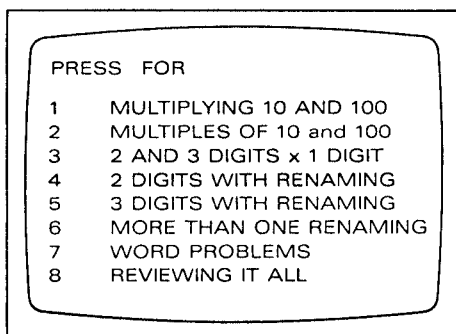 PRESS FOR
1 MULTIPLYING 10 AND 100
2 MULTIPLES OF 10 and 100
3 2 AND 3 DIGITS x 1 DIGIT
4 2 DIGITS WITH RENAMING
5 3 DIGITS WITH RENAMING
6 MORE THAN ONE RENAMING
7 WORD PROBLEMS
8 REVIEWING IT ALL